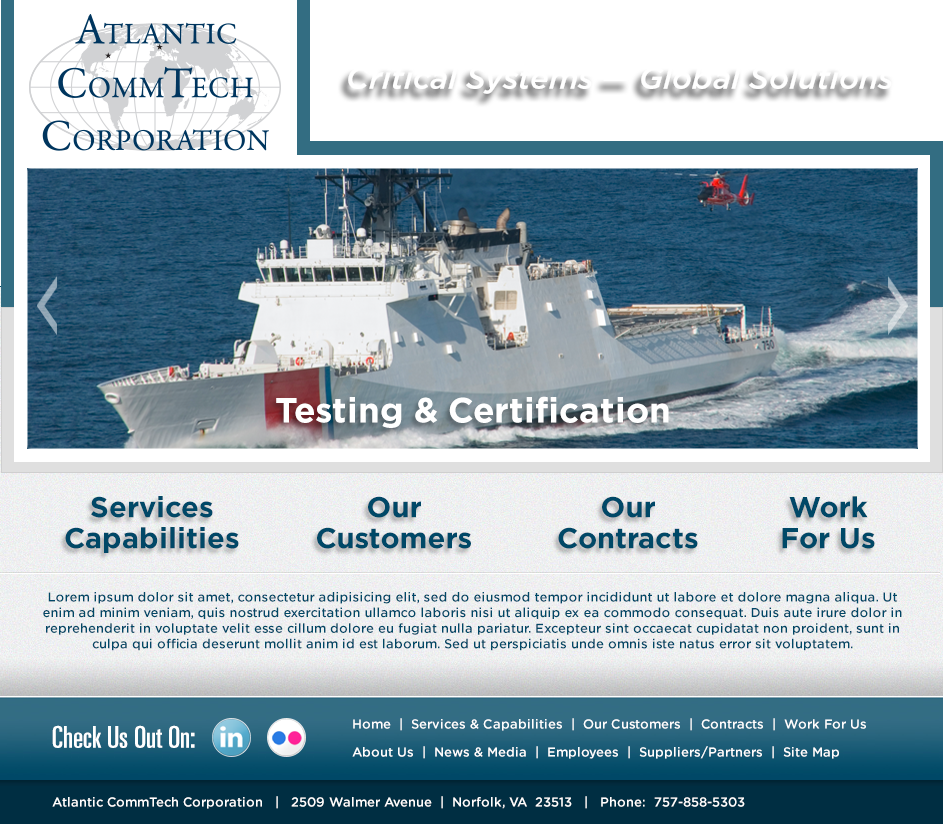 Atlantic
CommTech
Corporation
Critical Systems — Global Solutions
750
Testing & Certification
Services
Capabilities
Our
Customers
Our
Contracts
Work
For Us
Lorem ipsum dolor sit amet, consectetur adipisicing elit, sed do eiusmod tempor incididunt ut labore et dolore magna aliqua. Ut
enim ad minim veniam, quis nostrud exercitation ullamco laboris nisi ut aliquip ex ea commodo consequat. Duis aute irure dolor in
reprehenderit in voluptate velit esse cillum dolore eu fugiat nulla pariatur. Excepteur sint occaecat cupidatat non proident, sunt in
culpa qui officia deserunt mollit anim id est laborum. Sed ut perspiciatis unde omnis iste natus error sit voluptatem.
Check Us Out On: in
Home | Services & Capabilities | Our Customers | Contracts | Work For Us
About Us | News & Media | Employees | Suppliers/Partners | Site Map
Atlantic CommTech Corporation | 2509 Walmer Avenue | Norfolk, VA 23513 | Phone: 757-858-5303